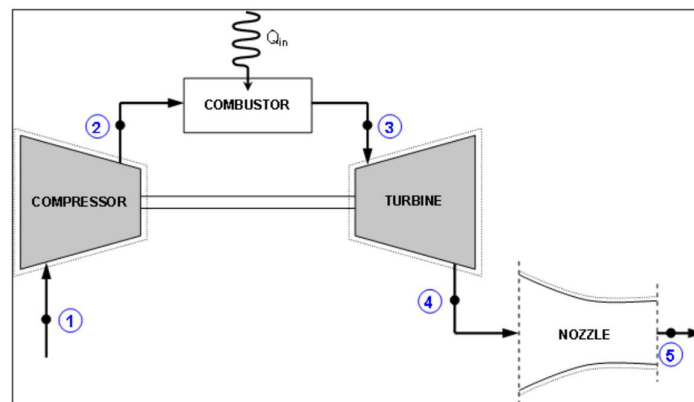 Qin
COMBUSTOR
2
3
COMPRESSOR
TURBINE
1
4
NOZZLE
5